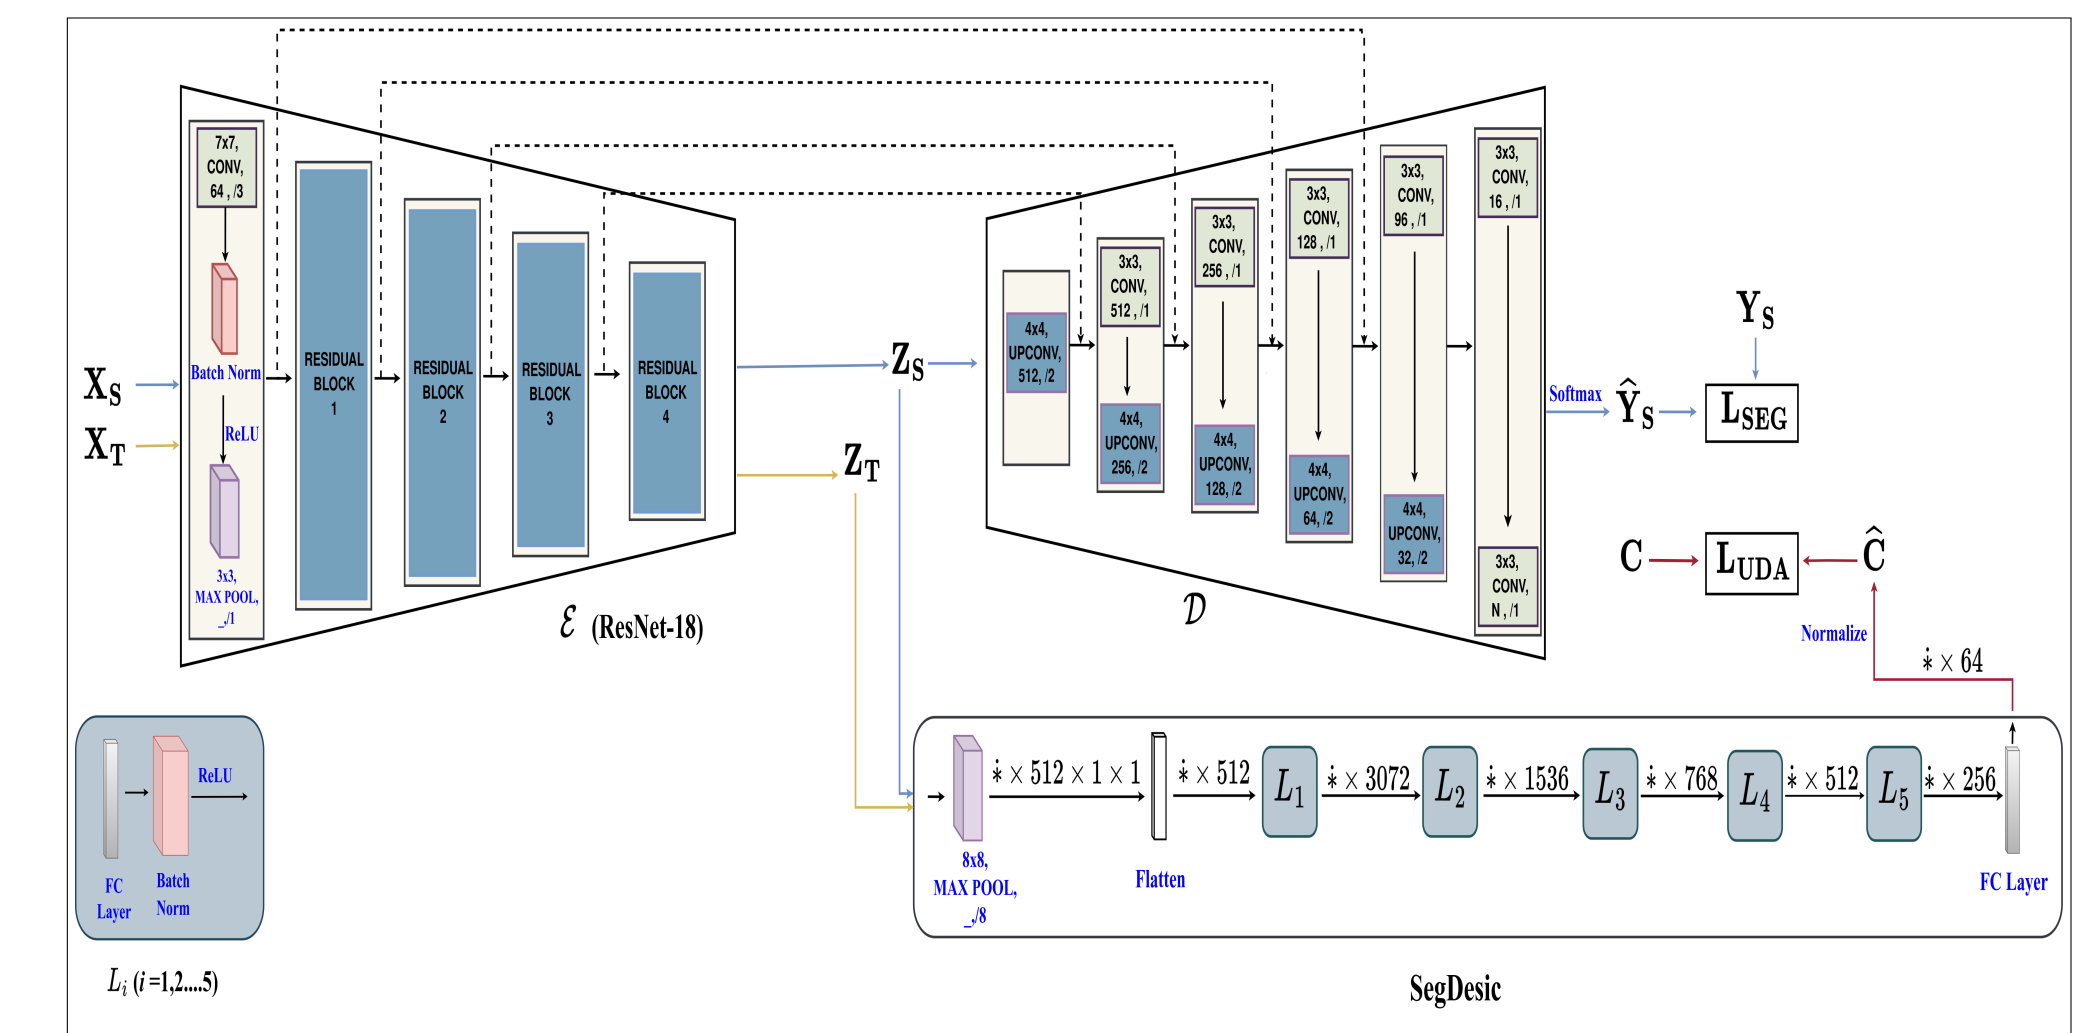 X_S
X_T
7x7,
CONV,
64 , /3
Batch Norm
ReLU
3x3,
MAX POOL,
_,/1
RESIDUAL
BLOCK
1
RESIDUAL
BLOCK
2
RESIDUAL
BLOCK
3
RESIDUAL
BLOCK
4
ℰ (ResNet-18)
Z_S
Z_T
4x4,
UPCONV,
512, /2
3x3,
CONV,
512 , /1
4x4,
UPCONV,
256, /2
3x3,
CONV,
256 , /1
4x4,
UPCONV,
128, /2
3x3,
CONV,
128 , /1
4x4,
UPCONV,
64, /2
3x3,
CONV,
96 , /1
4x4,
UPCONV,
32, /2
3x3,
CONV,
16 , /1
3x3,
CONV,
N , /1
𝒟
Softmax
Ŷ_S
Y_S
L_SEG
C
L_UDA
Ĉ
Normalize
∗̇ × 64
FC
Layer
Batch
Norm
ReLU
L_i (i =1,2....5)
8x8,
MAX POOL,
_,/8
∗̇ × 512 × 1 × 1
Flatten
∗̇ × 512
L_1
∗̇ × 3072
L_2
∗̇ × 1536
L_3
∗̇ × 768
L_4
∗̇ × 512
L_5
∗̇ × 256
FC Layer
SegDesic